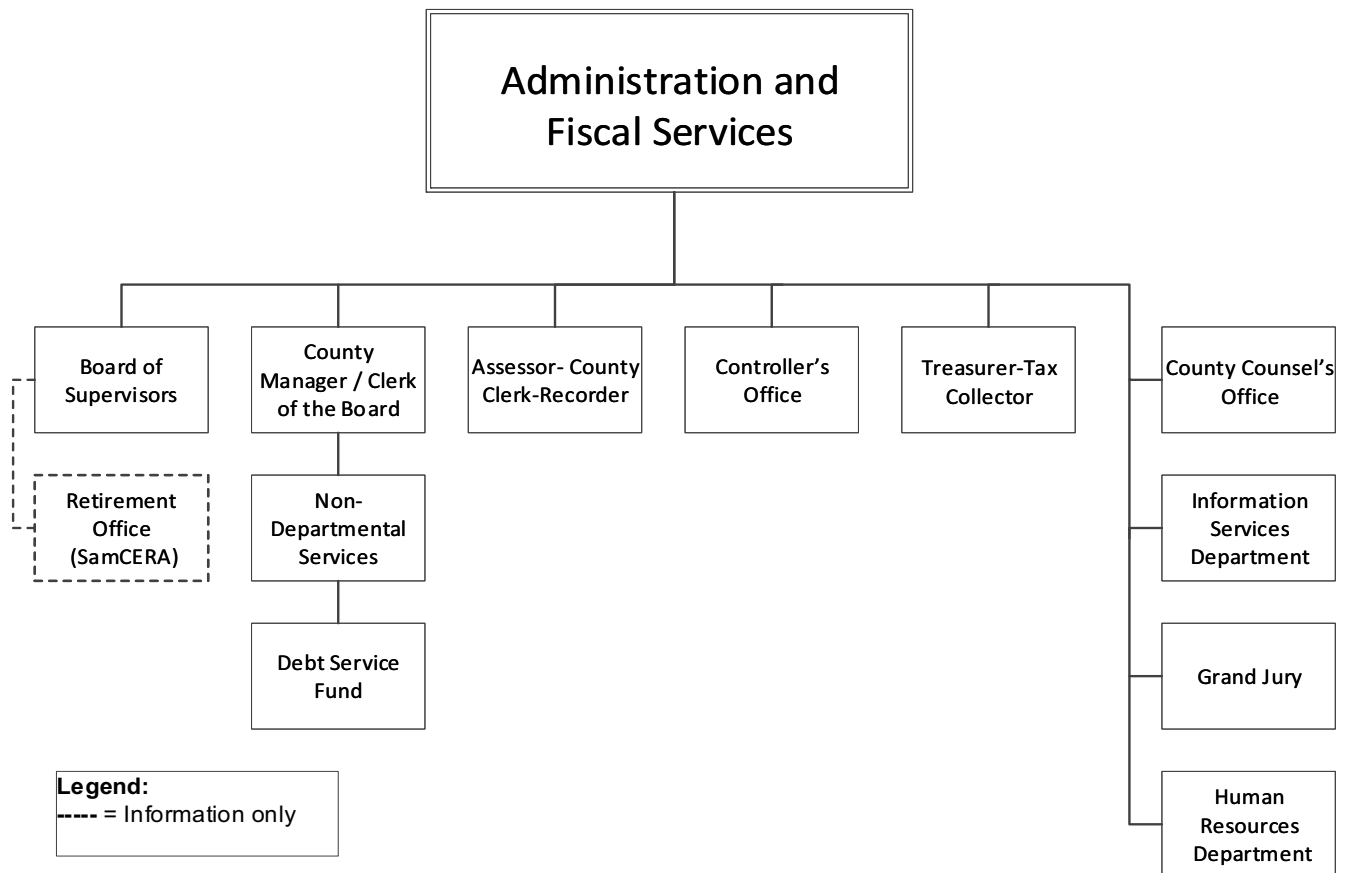 Administration and
Fiscal Services
Board of
Supervisors
County
Manager / Clerk
of the Board
Assessor- County
Clerk-Recorder
Controller’s
Office
Treasurer-Tax
Collector
County Counsel’s
Office
Retirement
Office
(SamCERA)
Non-
Departmental
Services
Information
Services
Department
Debt Service
Fund
Grand Jury
Legend:
----- = Information only
Human
Resources
Department